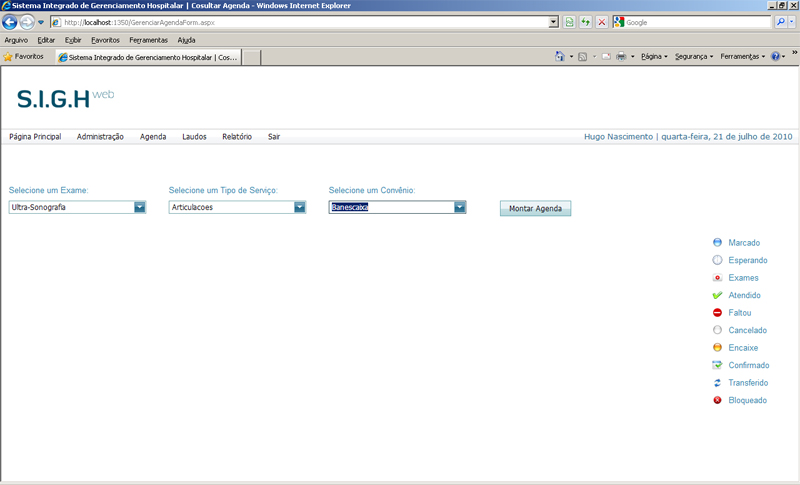 Sistema Integrado de Gerenciamento Hospitalar | Cosultar Agenda - Windows Internet Explorer
http://localhost:1350/GerenciarAgendaForm.aspx
Google
Arquivo Editar Exibir Favoritos Ferramentas Ajuda
Favoritos Sistema Integrado de Gerenciamento Hospitalar | Cos... Página Segurança Ferramentas
S.I.G.H web
Página Principal Administração Agenda Laudos Relatório Sair Hugo Nascimento | quarta-feira, 21 de julho de 2010
Selecione um Exame: Selecione um Tipo de Serviço: Selecione um Convênio:
Ultra-Sonografia Articulacoes Banescaixa Montar Agenda
Marcado
Esperando
Exames
Atendido
Faltou
Cancelado
Encaixe
Confirmado
Transferido
Bloqueado